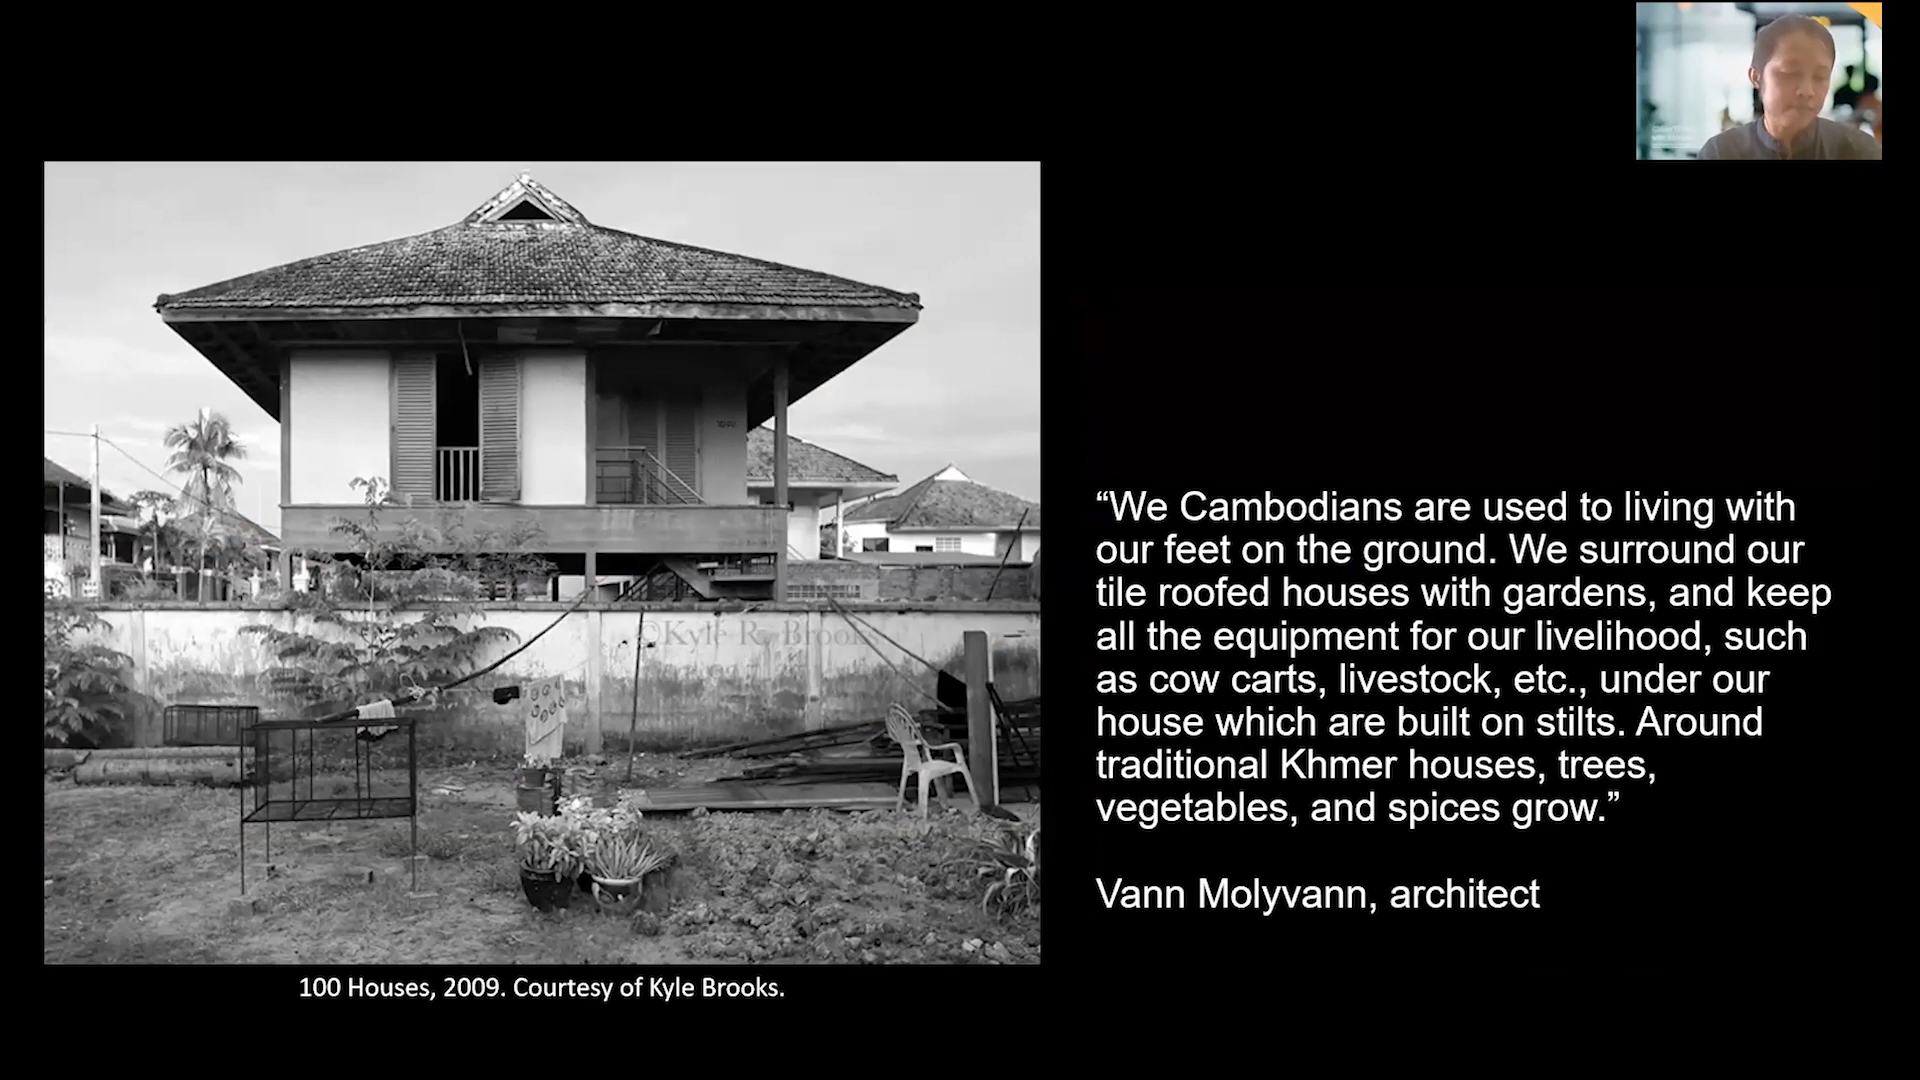 “We Cambodians are used to living with
our feet on the ground. We surround our
tile roofed houses with gardens, and keep
all the equipment for our livelihood, such
as cow carts, livestock, etc., under our
house which are built on stilts. Around
traditional Khmer houses, trees,
vegetables, and spices grow.”
Vann Molyvann, architect
©Kyle R. Brooks
100 Houses, 2009. Courtesy of Kyle Brooks.